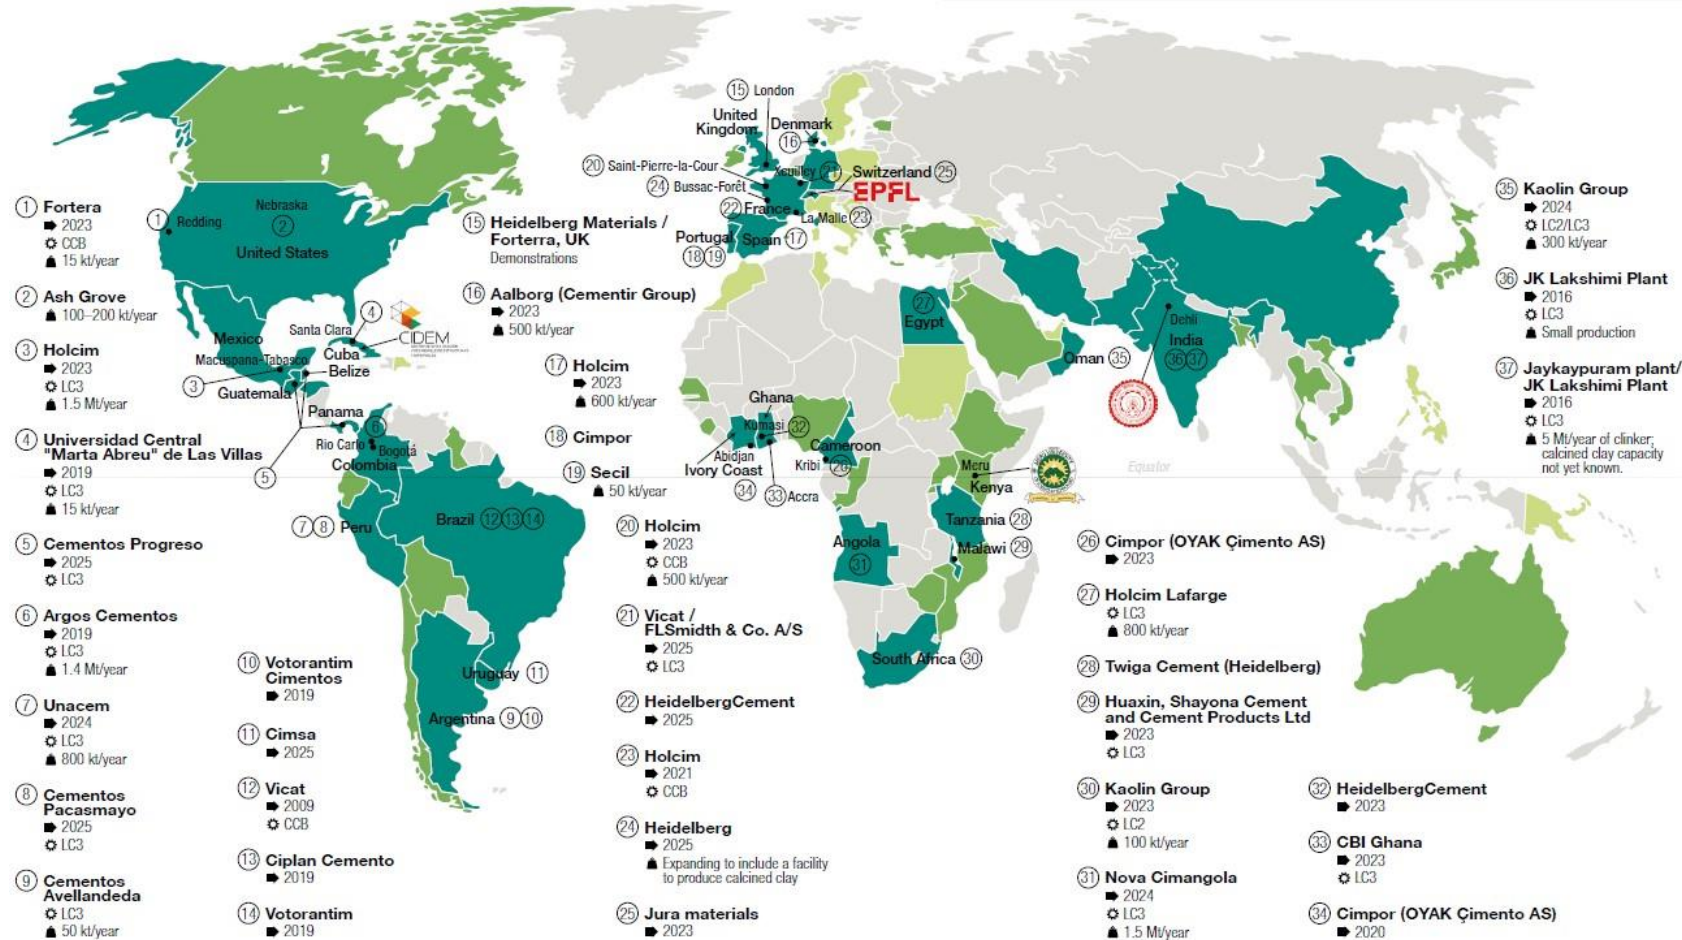 1 Fortera
2023
CCB
15 kt/year
2 Ash Grove
100–200 kt/year
3 Holcim
2023
LC3
1.5 Mt/year
4 Universidad Central
"Marta Abreu" de Las Villas
2019
LC3
15 kt/year
5 Cementos Progreso
2025
LC3
6 Argos Cementos
2019
LC3
1.4 Mt/year
7 Unacem
2024
LC3
800 kt/year
8 Cementos
Pacasmayo
2025
LC3
9 Cementos
Avellandeda
LC3
50 kt/year
10 Votorantim
Cimentos
2019
11 Cimsa
2025
12 Vicat
2009
CCB
13 Ciplan Cemento
2019
14 Votorantim
2019
15 Heidelberg Materials /
Forterra, UK
Demonstrations
16 Aalborg (Cementir Group)
2023
500 kt/year
17 Holcim
2023
600 kt/year
18 Cimpor
19 Secil
50 kt/year
20 Holcim
2023
CCB
500 kt/year
21 Vicat /
FLSmidth & Co. A/S
2025
LC3
22 HeidelbergCement
2025
23 Holcim
2021
CCB
24 Heidelberg
2025
Expanding to include a facility
to produce calcined clay
25 Jura materials
2023
26 Cimpor (OYAK Çimento AS)
2023
27 Holcim Lafarge
LC3
800 kt/year
28 Twiga Cement (Heidelberg)
29 Huaxin, Shayona Cement
and Cement Products Ltd
2023
LC3
30 Kaolin Group
2023
LC2
100 kt/year
31 Nova Cimangola
2024
LC3
1.5 Mt/year
32 HeidelbergCement
2023
33 CBI Ghana
2023
LC3
34 Cimpor (OYAK Çimento AS)
2020
35 Kaolin Group
2024
LC2/LC3
300 kt/year
36 JK Lakshimi Plant
2016
LC3
Small production
37 Jaykaypuram plant/
JK Lakshimi Plant
2016
LC3
5 Mt/year of clinker;
calcined clay capacity
not yet known.
1 Redding
Nebraska
2
United States
Mexico
Santa Clara
4
CIDEM
Cuba
Macuspana-Tabasco
Belize
3
Guatemala
Panama
6
Rio Carlo
Bogotá
Colombia
5
7 8 Peru
Brazil 12 13 14
Uruguay 11
Argentina 9 10
15 London
United
Kingdom
Denmark
16
20 Saint-Pierre-la-Cour
Xeuilley 21
Switzerland 25
EPFL
24 Bussac-Forêt
22 France
La Malle 23
Portugal
18 19
Spain 17
27
Egypt
Oman 35
Dehli
India
36 37
Ghana
Kumasi 32
Cameroon
Abidjan
Kribi 26
Ivory Coast
34
33 Accra
Meru
Kenya
Equator
Tanzania 28
Angola
31
Malawi 29
South Africa 30